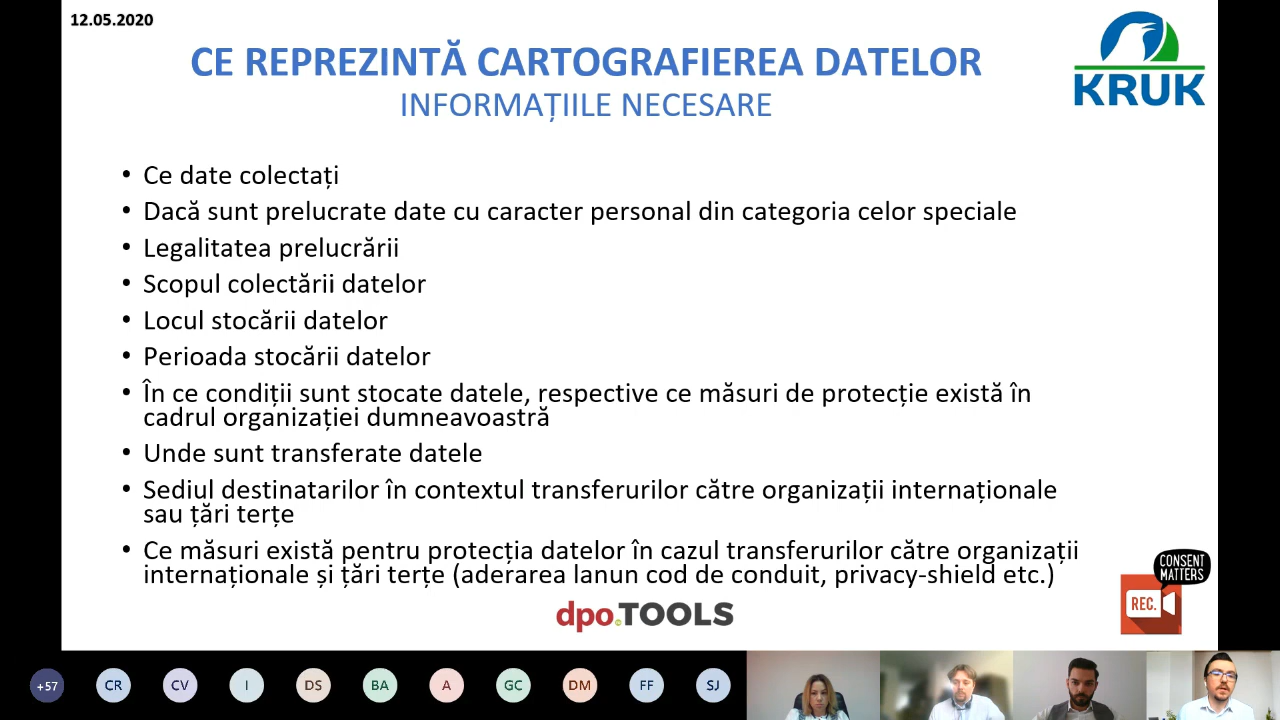 12.05.2020
CE REPREZINTĂ CARTOGRAFIEREA DATELOR
INFORMAȚIILE NECESARE
KRUK
• Ce date colectați
• Dacă sunt prelucrate date cu caracter personal din categoria celor speciale
• Legalitatea prelucrării
• Scopul colectării datelor
• Locul stocării datelor
• Perioada stocării datelor
• În ce condiții sunt stocate datele, respective ce măsuri de protecție există în
cadrul organizației dumneavoastră
• Unde sunt transferate datele
• Sediul destinatarilor în contextul transferurilor către organizații internaționale
sau țări terțe
• Ce măsuri există pentru protecția datelor în cazul transferurilor către organizații
internaționale și țări terțe (aderarea lanun cod de conduit, privacy-shield etc.)
CONSENT
MATTERS
REC.
dpo.TOOLS
+57 CR CV I DS BA A GC DM FF SJ